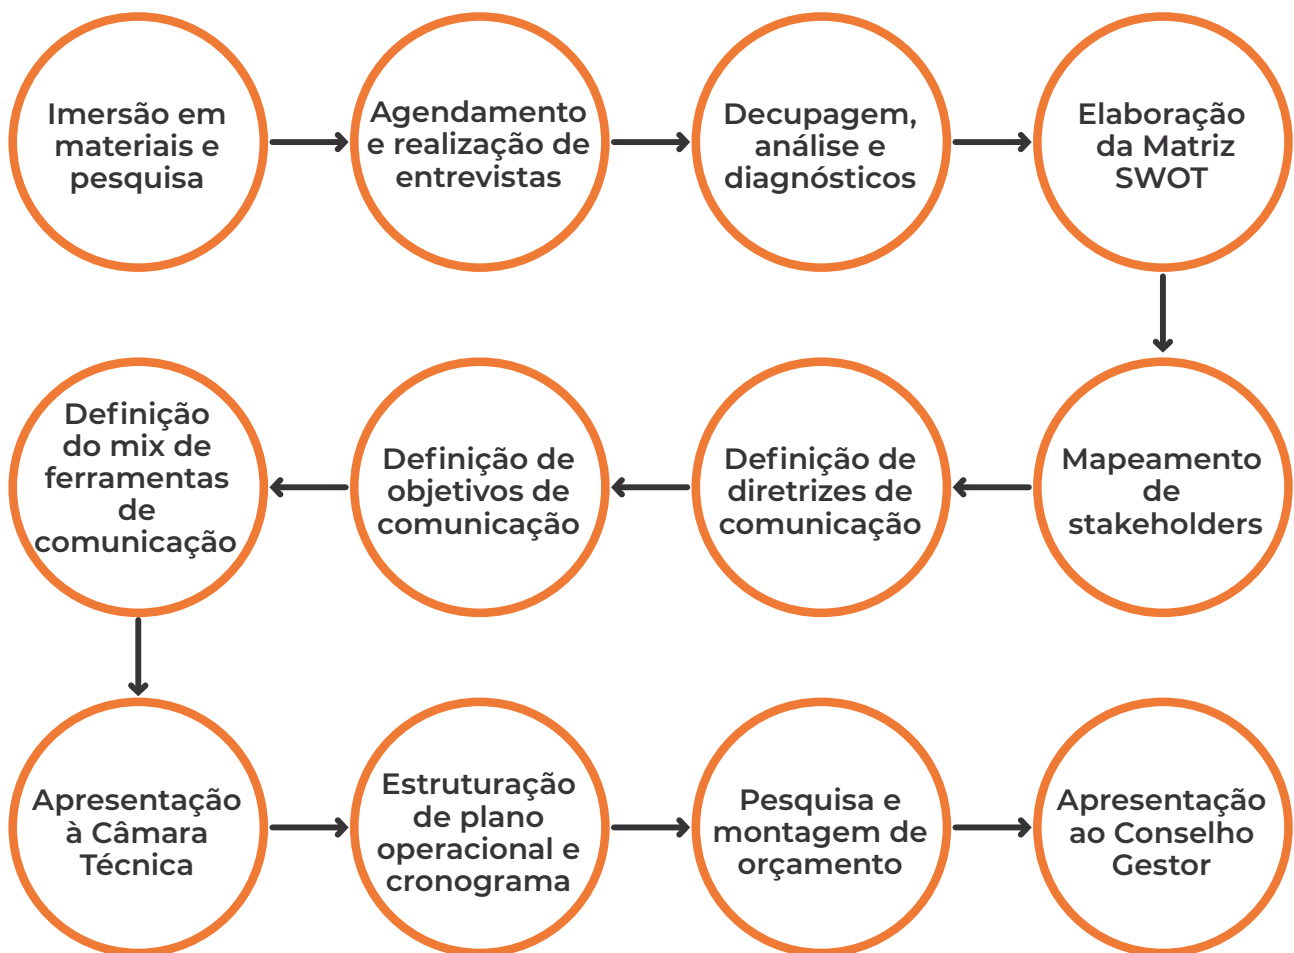 Imersão em
materiais e
pesquisa
Agendamento
e realização de
entrevistas
Decupagem,
análise e
diagnósticos
Elaboração
da Matriz
SWOT
Mapeamento
de
stakeholders
Definição de
diretrizes de
comunicação
Definição de
objetivos de
comunicação
Definição
do mix de
ferramentas
de
comunicação
Apresentação
à Câmara
Técnica
Estruturação
de plano
operacional e
cronograma
Pesquisa e
montagem de
orçamento
Apresentação
ao Conselho
Gestor